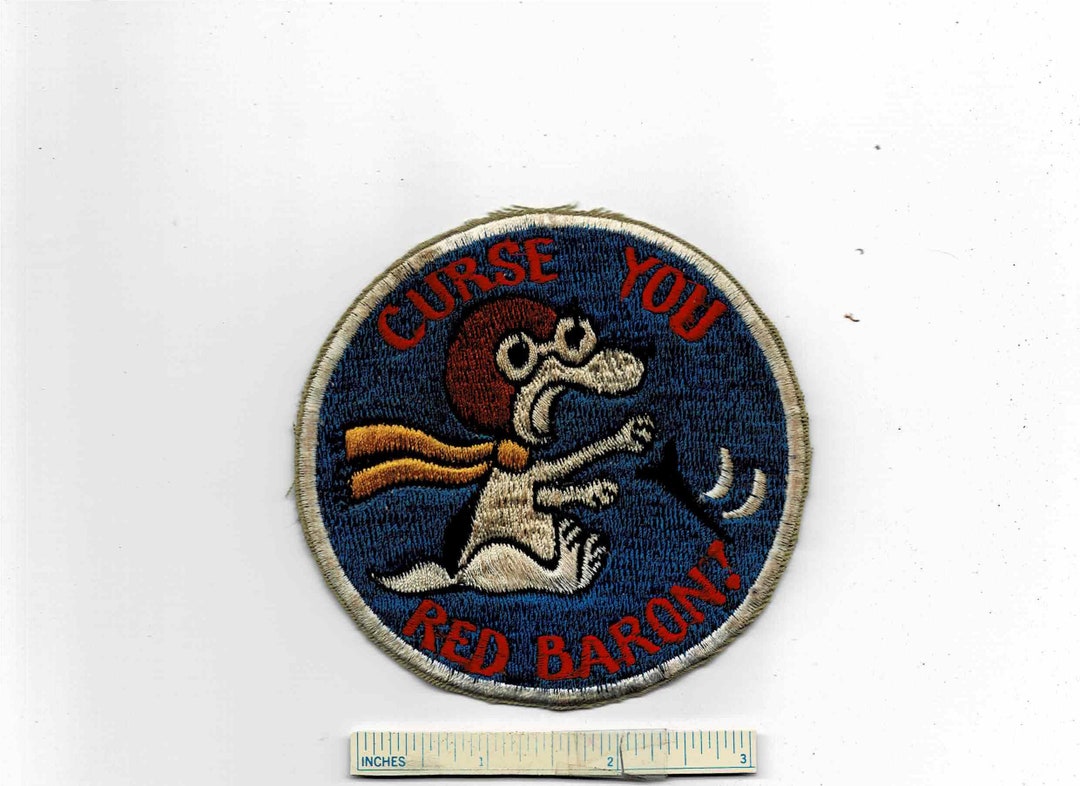 CURSE YOU
RED BARON!
INCHES 1 2 3